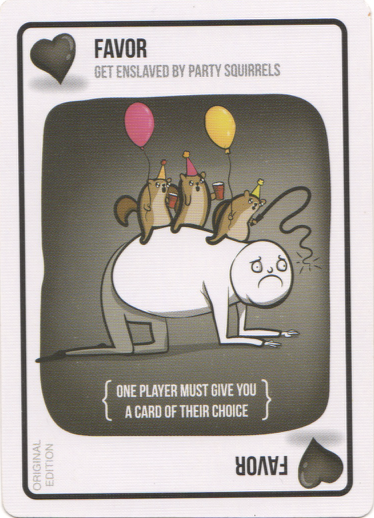 FAVOR
GET ENSLAVED BY PARTY SQUIRRELS
ONE PLAYER MUST GIVE YOU
A CARD OF THEIR CHOICE
ORIGINAL
EDITION
FAVOR